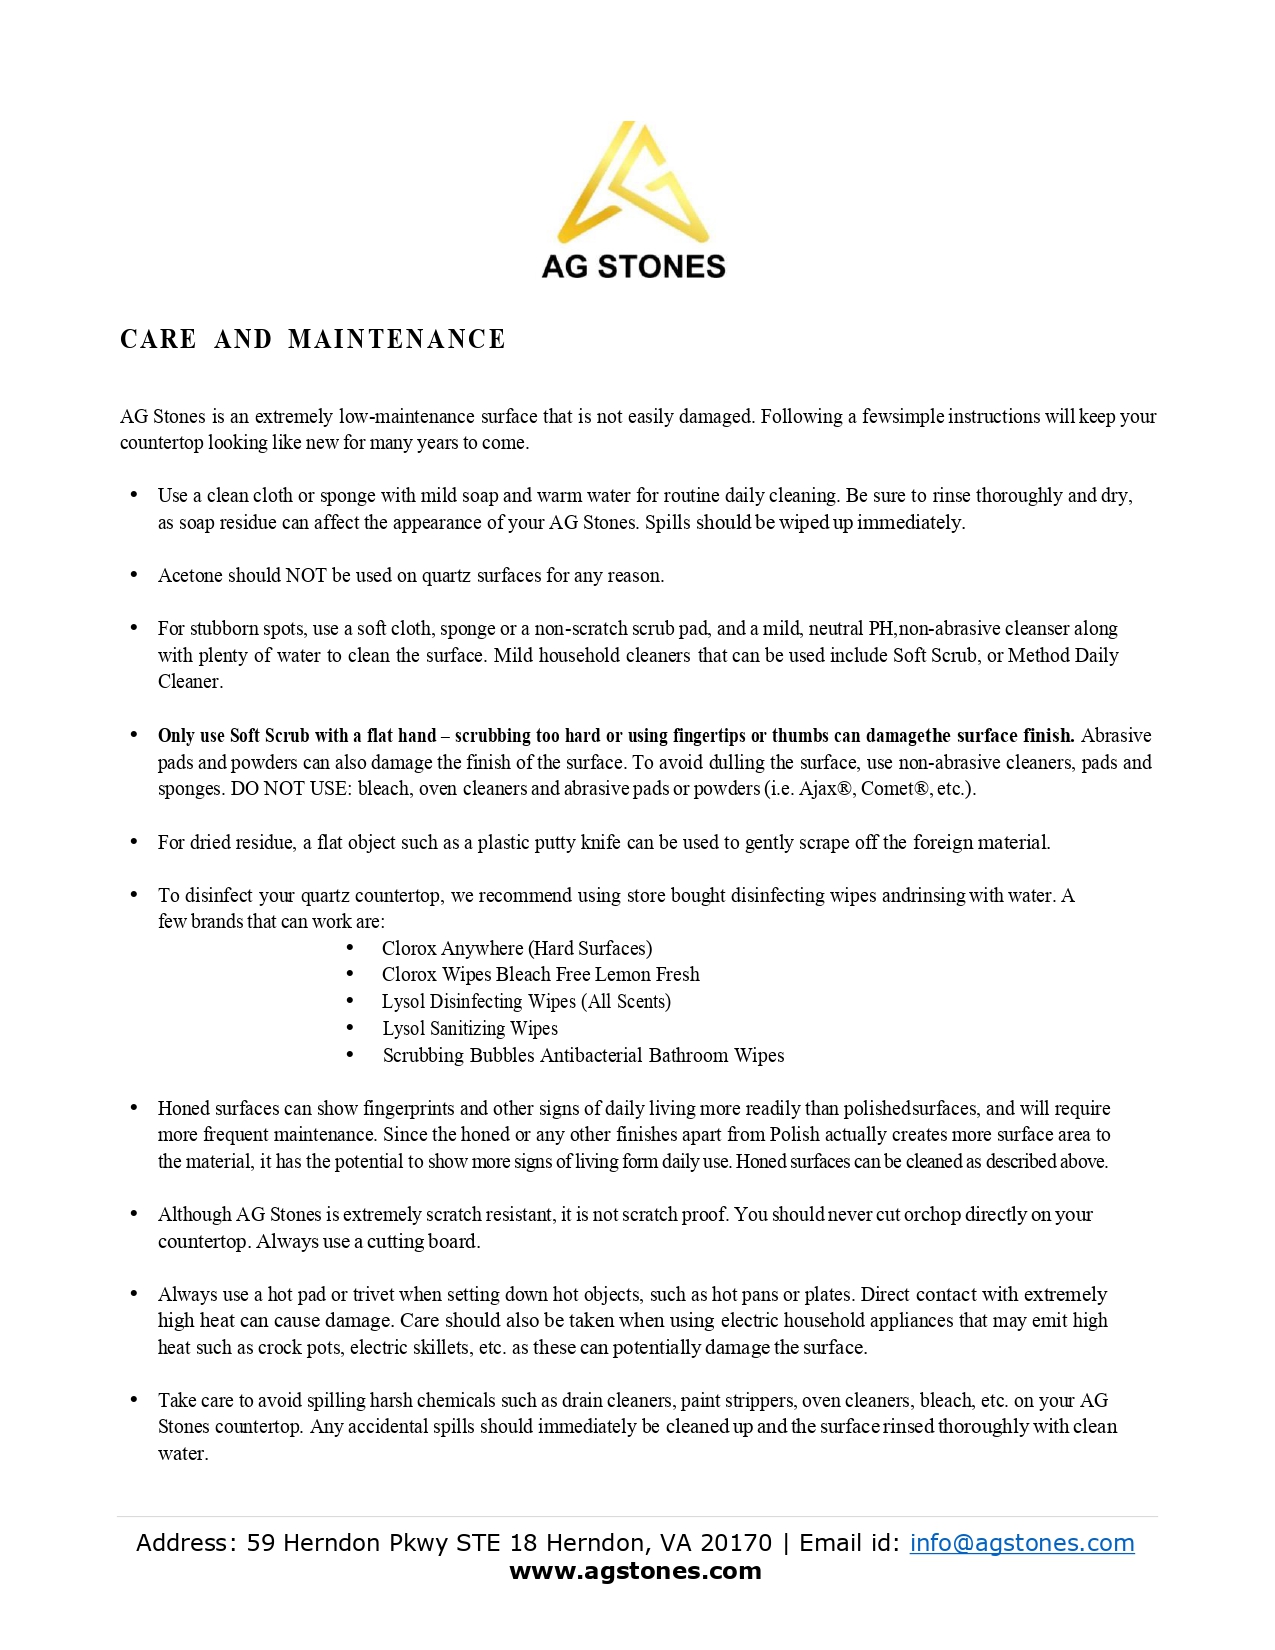 AG STONES
CARE AND MAINTENANCE
AG Stones is an extremely low-maintenance surface that is not easily damaged. Following a fewsimple instructions will keep your
countertop looking like new for many years to come.
• Use a clean cloth or sponge with mild soap and warm water for routine daily cleaning. Be sure to rinse thoroughly and dry,
as soap residue can affect the appearance of your AG Stones. Spills should be wiped up immediately.
• Acetone should NOT be used on quartz surfaces for any reason.
• For stubborn spots, use a soft cloth, sponge or a non-scratch scrub pad, and a mild, neutral PH,non-abrasive cleanser along
with plenty of water to clean the surface. Mild household cleaners that can be used include Soft Scrub, or Method Daily
Cleaner.
• Only use Soft Scrub with a flat hand – scrubbing too hard or using fingertips or thumbs can damagethe surface finish. Abrasive
pads and powders can also damage the finish of the surface. To avoid dulling the surface, use non-abrasive cleaners, pads and
sponges. DO NOT USE: bleach, oven cleaners and abrasive pads or powders (i.e. Ajax®, Comet®, etc.).
• For dried residue, a flat object such as a plastic putty knife can be used to gently scrape off the foreign material.
• To disinfect your quartz countertop, we recommend using store bought disinfecting wipes andrinsing with water. A
few brands that can work are:
• Clorox Anywhere (Hard Surfaces)
• Clorox Wipes Bleach Free Lemon Fresh
• Lysol Disinfecting Wipes (All Scents)
• Lysol Sanitizing Wipes
• Scrubbing Bubbles Antibacterial Bathroom Wipes
• Honed surfaces can show fingerprints and other signs of daily living more readily than polishedsurfaces, and will require
more frequent maintenance. Since the honed or any other finishes apart from Polish actually creates more surface area to
the material, it has the potential to show more signs of living form daily use. Honed surfaces can be cleaned as described above.
• Although AG Stones is extremely scratch resistant, it is not scratch proof. You should never cut orchop directly on your
countertop. Always use a cutting board.
• Always use a hot pad or trivet when setting down hot objects, such as hot pans or plates. Direct contact with extremely
high heat can cause damage. Care should also be taken when using electric household appliances that may emit high
heat such as crock pots, electric skillets, etc. as these can potentially damage the surface.
• Take care to avoid spilling harsh chemicals such as drain cleaners, paint strippers, oven cleaners, bleach, etc. on your AG
Stones countertop. Any accidental spills should immediately be cleaned up and the surface rinsed thoroughly with clean
water.
Address: 59 Herndon Pkwy STE 18 Herndon, VA 20170 | Email id: info@agstones.com
www.agstones.com